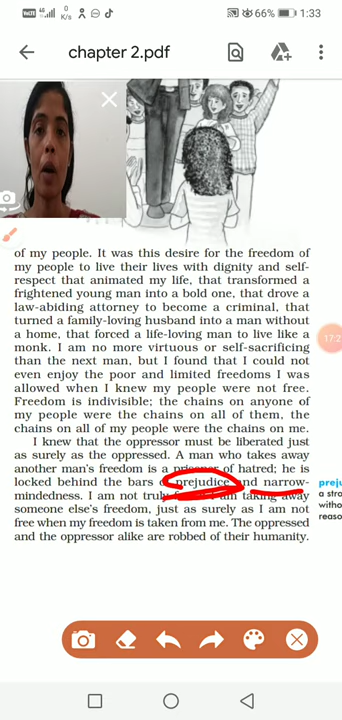 VoLTE 4G 0 K/s 66% 1:33
chapter 2.pdf
of my people. It was this desire for the freedom of
my people to live their lives with dignity and self-
respect that animated my life, that transformed a
frightened young man into a bold one, that drove a
law-abiding attorney to become a criminal, that
turned a family-loving husband into a man without
a home, that forced a life-loving man to live like a
monk. I am no more virtuous or self-sacrificing
than the next man, but I found that I could not
even enjoy the poor and limited freedoms I was
allowed when I knew my people were not free.
Freedom is indivisible; the chains on anyone of
my people were the chains on all of them, the
chains on all of my people were the chains on me.
17:2
I knew that the oppressor must be liberated just
as surely as the oppressed. A man who takes away
another man's freedom is a prisoner of hatred; he is
locked behind the bars of prejudice and narrow-
mindedness. I am not truly free if I am taking away
someone else's freedom, just as surely as I am not
free when my freedom is taken from me. The oppressed
and the oppressor alike are robbed of their humanity.
preju
a stro
witho
reaso